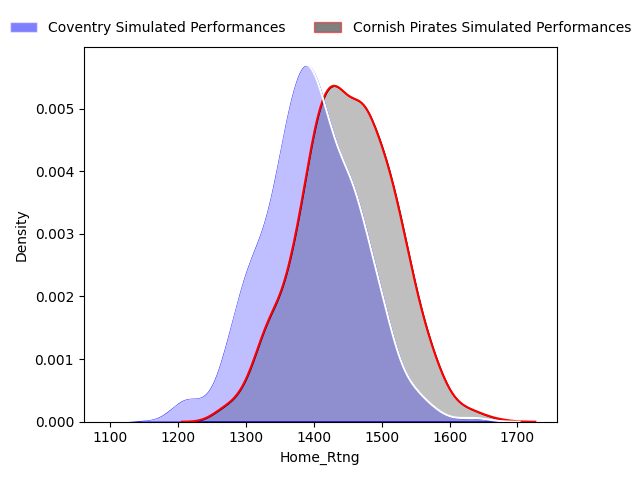 Coventry Simulated Performances
Cornish Pirates Simulated Performances
Density
0.005
0.004
0.003
0.002
0.001
0.000
1100 1200 1300 1400 1500 1600 1700
Home_Rtng